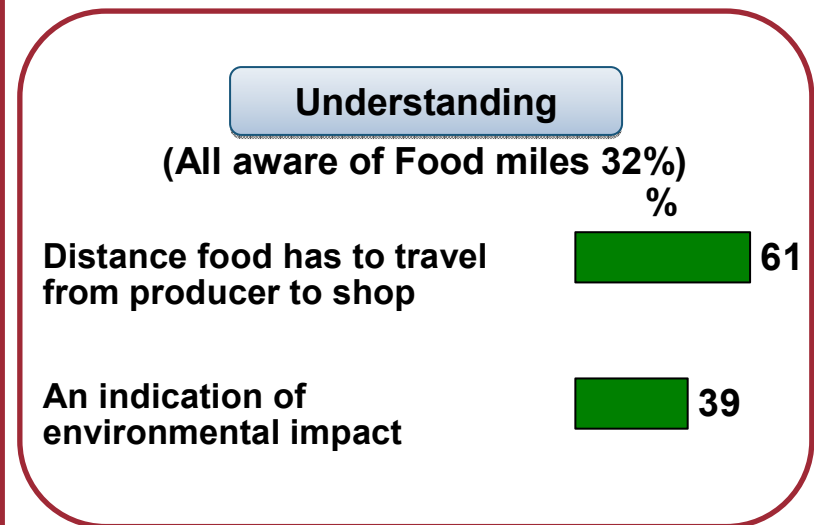 Understanding
(All aware of Food miles 32%)
%
Distance food has to travel
from producer to shop
61
An indication of
environmental impact
39